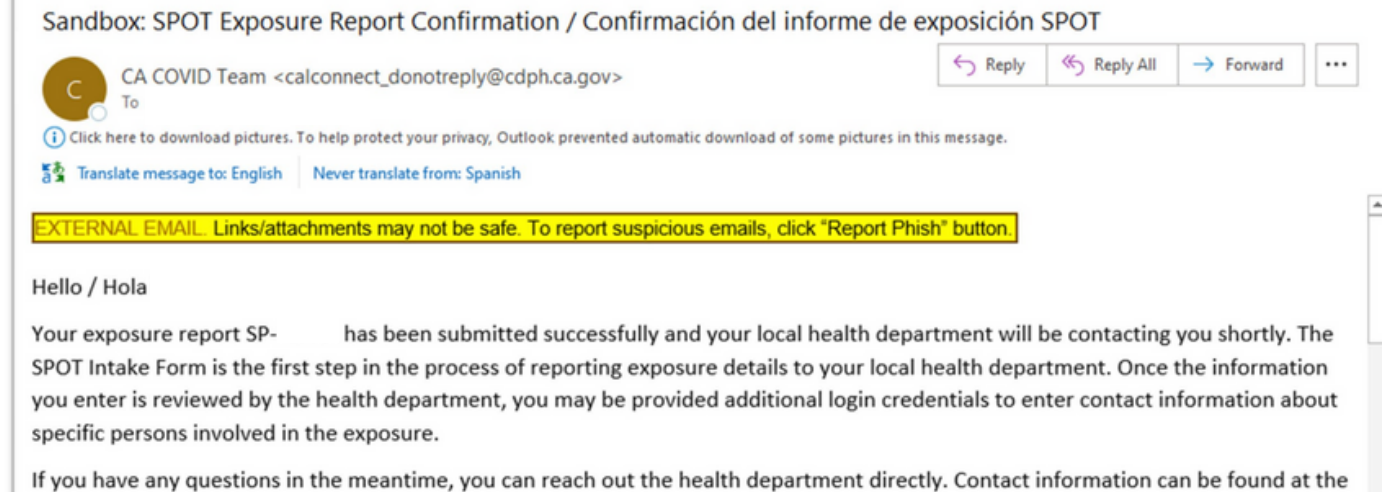 Sandbox: SPOT Exposure Report Confirmation / Confirmación del informe de exposición SPOT
C
CA COVID Team <calconnect_donotreply@cdph.ca.gov>
To
Reply
Reply All
Forward
...
Click here to download pictures. To help protect your privacy, Outlook prevented automatic download of some pictures in this message.
Translate message to: English
Never translate from: Spanish
EXTERNAL EMAIL. Links/attachments may not be safe. To report suspicious emails, click “Report Phish” button.
Hello / Hola
Your exposure report SP- has been submitted successfully and your local health department will be contacting you shortly. The
SPOT Intake Form is the first step in the process of reporting exposure details to your local health department. Once the information
you enter is reviewed by the health department, you may be provided additional login credentials to enter contact information about
specific persons involved in the exposure.
If you have any questions in the meantime, you can reach out the health department directly. Contact information can be found at the